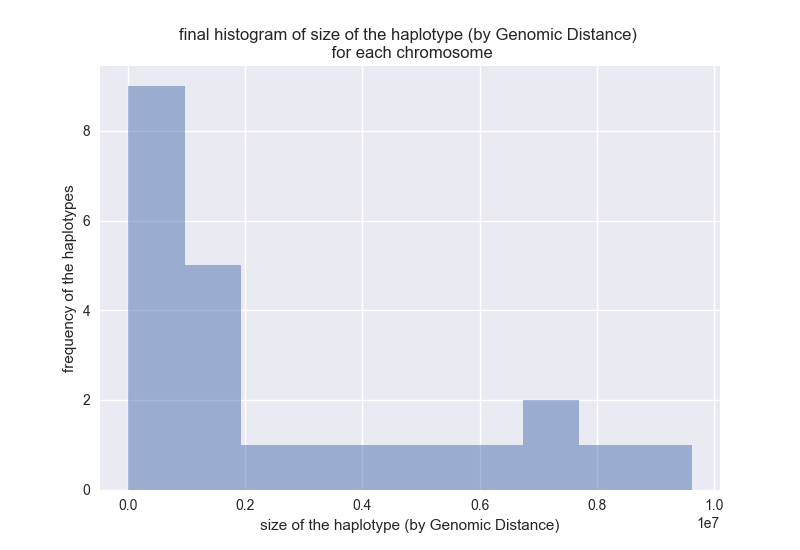 final histogram of size of the haplotype (by Genomic Distance)
for each chromosome
frequency of the haplotypes
8
6
4
2
0
0.0 0.2 0.4 0.6 0.8 1.0
1e7
size of the haplotype (by Genomic Distance)